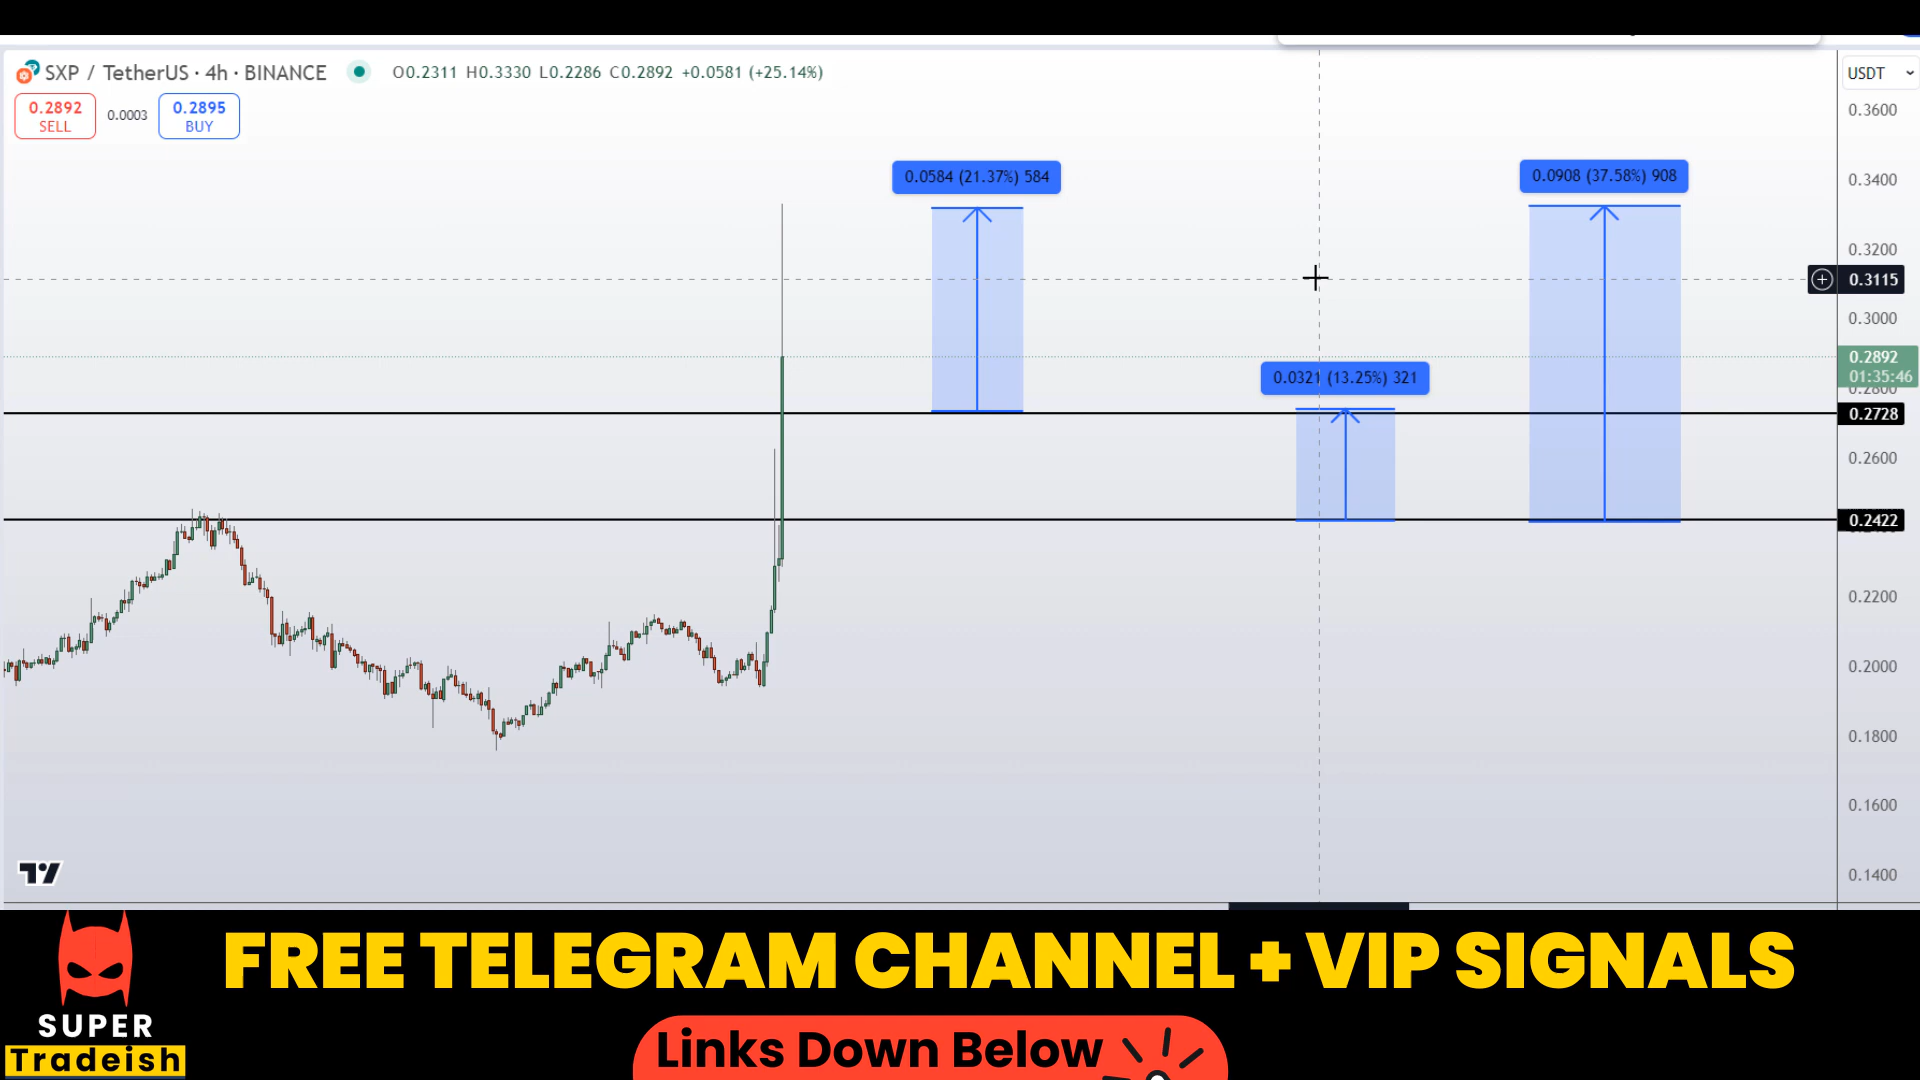 SXP / TetherUS · 4h · BINANCE O0.2311 H0.3330 L0.2286 C0.2892 +0.0581 (+25.14%)
USDT
0.2892
SELL
0.0003
0.2895
BUY
0.3600
0.0584 (21.37%) 584
0.0908 (37.58%) 908
0.3400
0.3200
0.3115
0.3000
0.2892
01:35:46
0.2800
0.0321 (13.25%) 321
0.2728
0.2600
0.2422
0.2200
0.2000
0.1800
0.1600
0.1400
FREE TELEGRAM CHANNEL + VIP SIGNALS
SUPER
Tradeish
Links Down Below